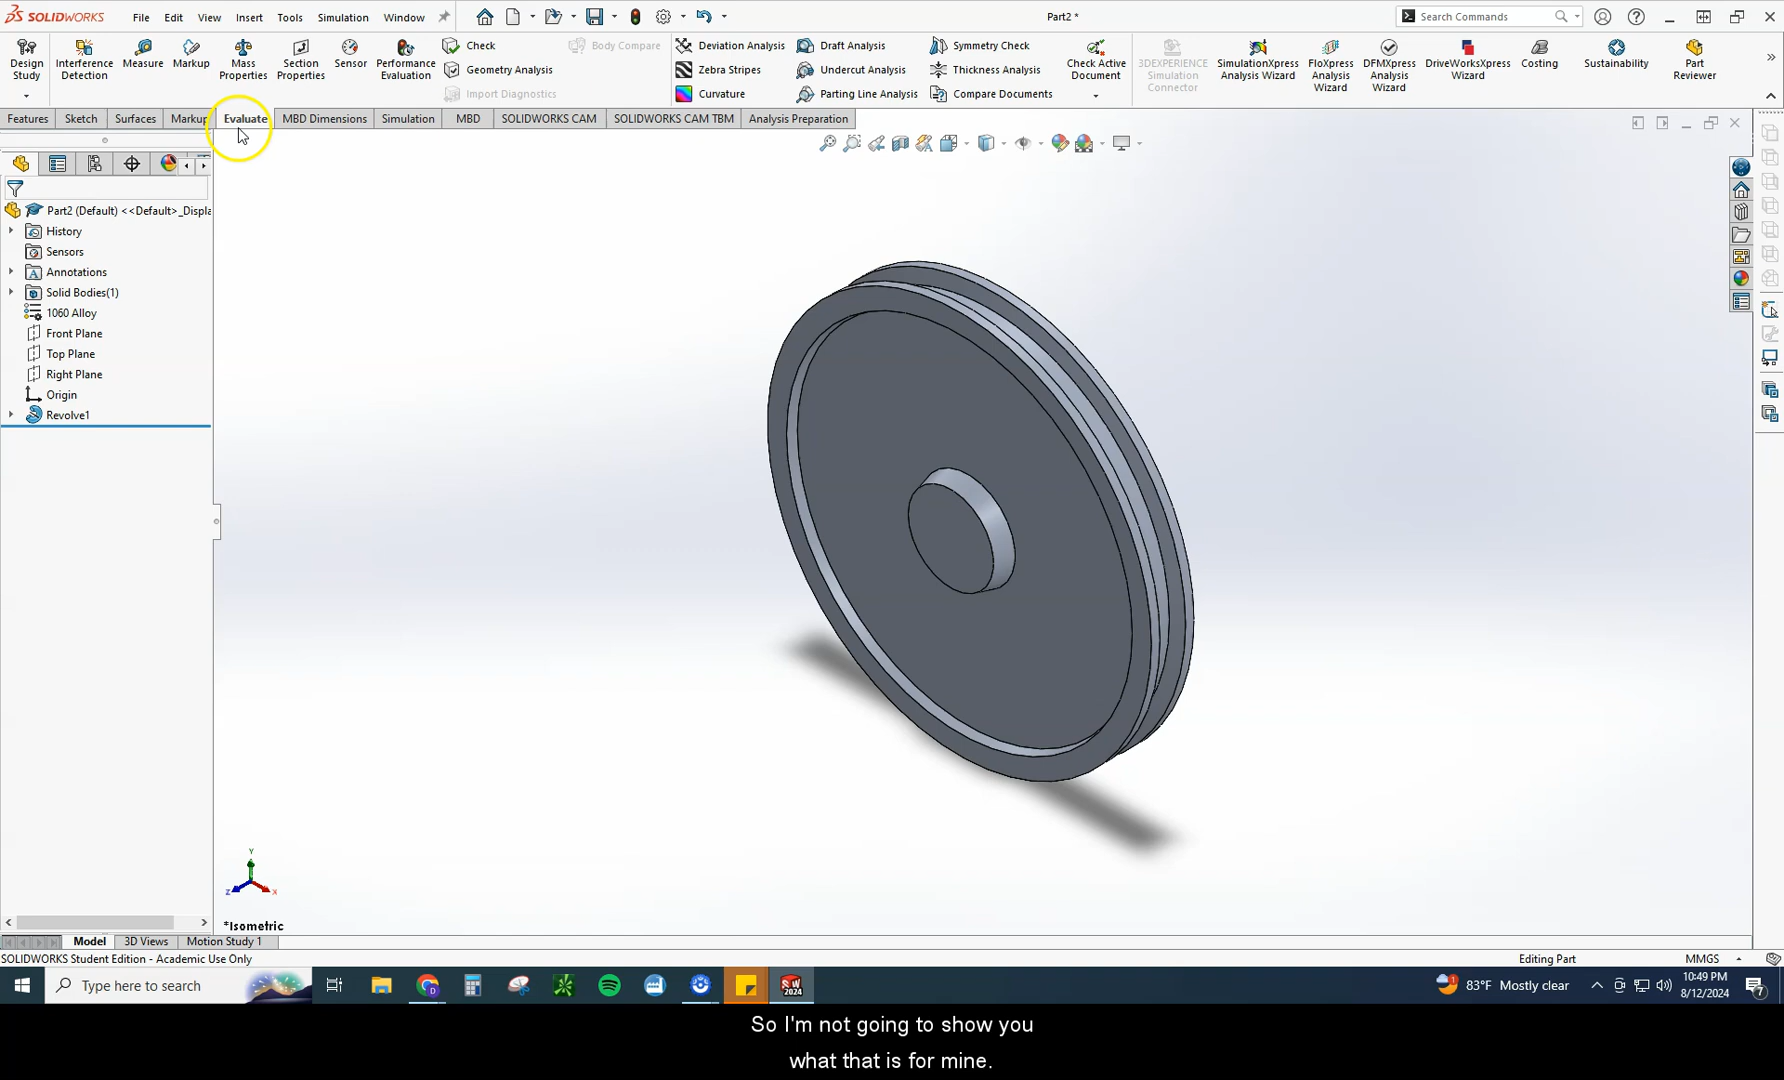 SOLIDWORKS File Edit View Insert Tools Simulation Window Part2 * Search Commands
Design Study
Interference Detection
Measure
Markup
Mass Properties
Section Properties
Sensor
Performance Evaluation
Check
Geometry Analysis
Import Diagnostics
Body Compare
Deviation Analysis
Zebra Stripes
Curvature
Draft Analysis
Undercut Analysis
Parting Line Analysis
Symmetry Check
Thickness Analysis
Compare Documents
Check Active Document
3DEXPERIENCE Simulation Connector
SimulationXpress Analysis Wizard
FloXpress Analysis Wizard
DFMXpress Analysis Wizard
DriveWorksXpress Wizard
Costing
Sustainability
Part Reviewer
Features Sketch Surfaces Markup Evaluate MBD Dimensions Simulation MBD SOLIDWORKS CAM SOLIDWORKS CAM TBM Analysis Preparation
Part2 (Default) <<Default>_Displa
History
Sensors
Annotations
Solid Bodies(1)
1060 Alloy
Front Plane
Top Plane
Right Plane
Origin
Revolve1
Y
Z X
*Isometric
Model 3D Views Motion Study 1
SOLIDWORKS Student Edition - Academic Use Only Editing Part MMGS
Type here to search SW 2024 83°F Mostly clear 10:49 PM
8/12/2024 7
So I'm not going to show you
what that is for mine.